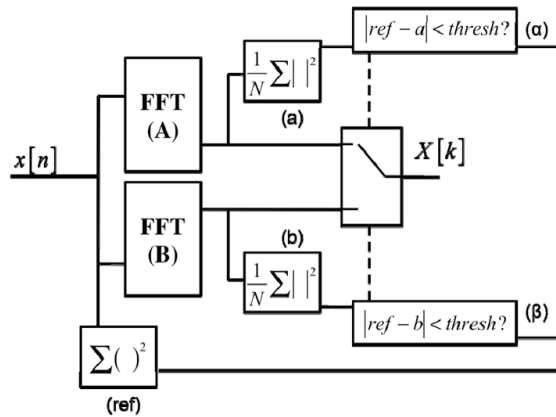 |ref − a| < thresh?
(α)
FFT
(A)
1/N ∑| |²
(a)
x[n]
X[k]
FFT
(B)
(b)
1/N ∑| |²
|ref − b| < thresh?
(β)
∑( )²
(ref)